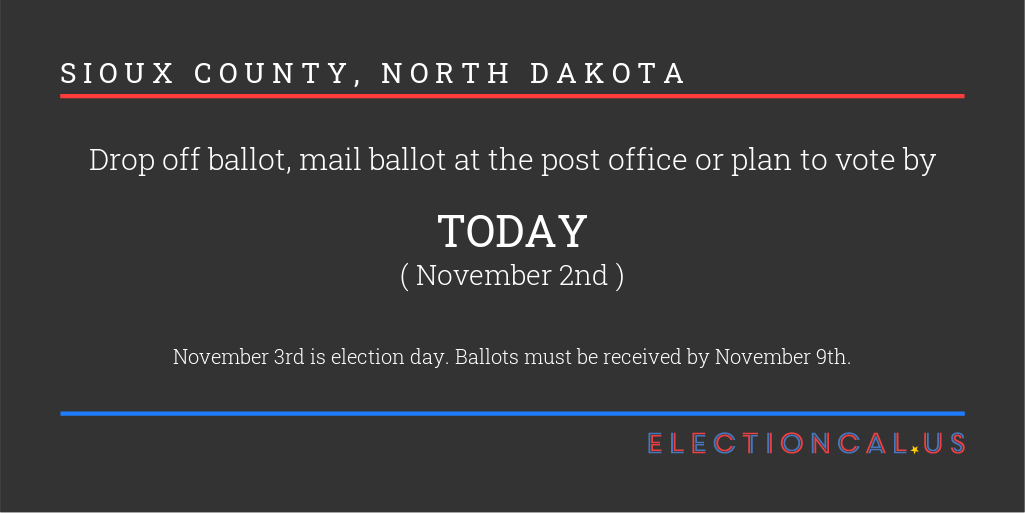 SIOUX COUNTY, NORTH DAKOTA
Drop off ballot, mail ballot at the post office or plan to vote by
TODAY
( November 2nd )
November 3rd is election day. Ballots must be received by November 9th.
ELECTIONCAL.US